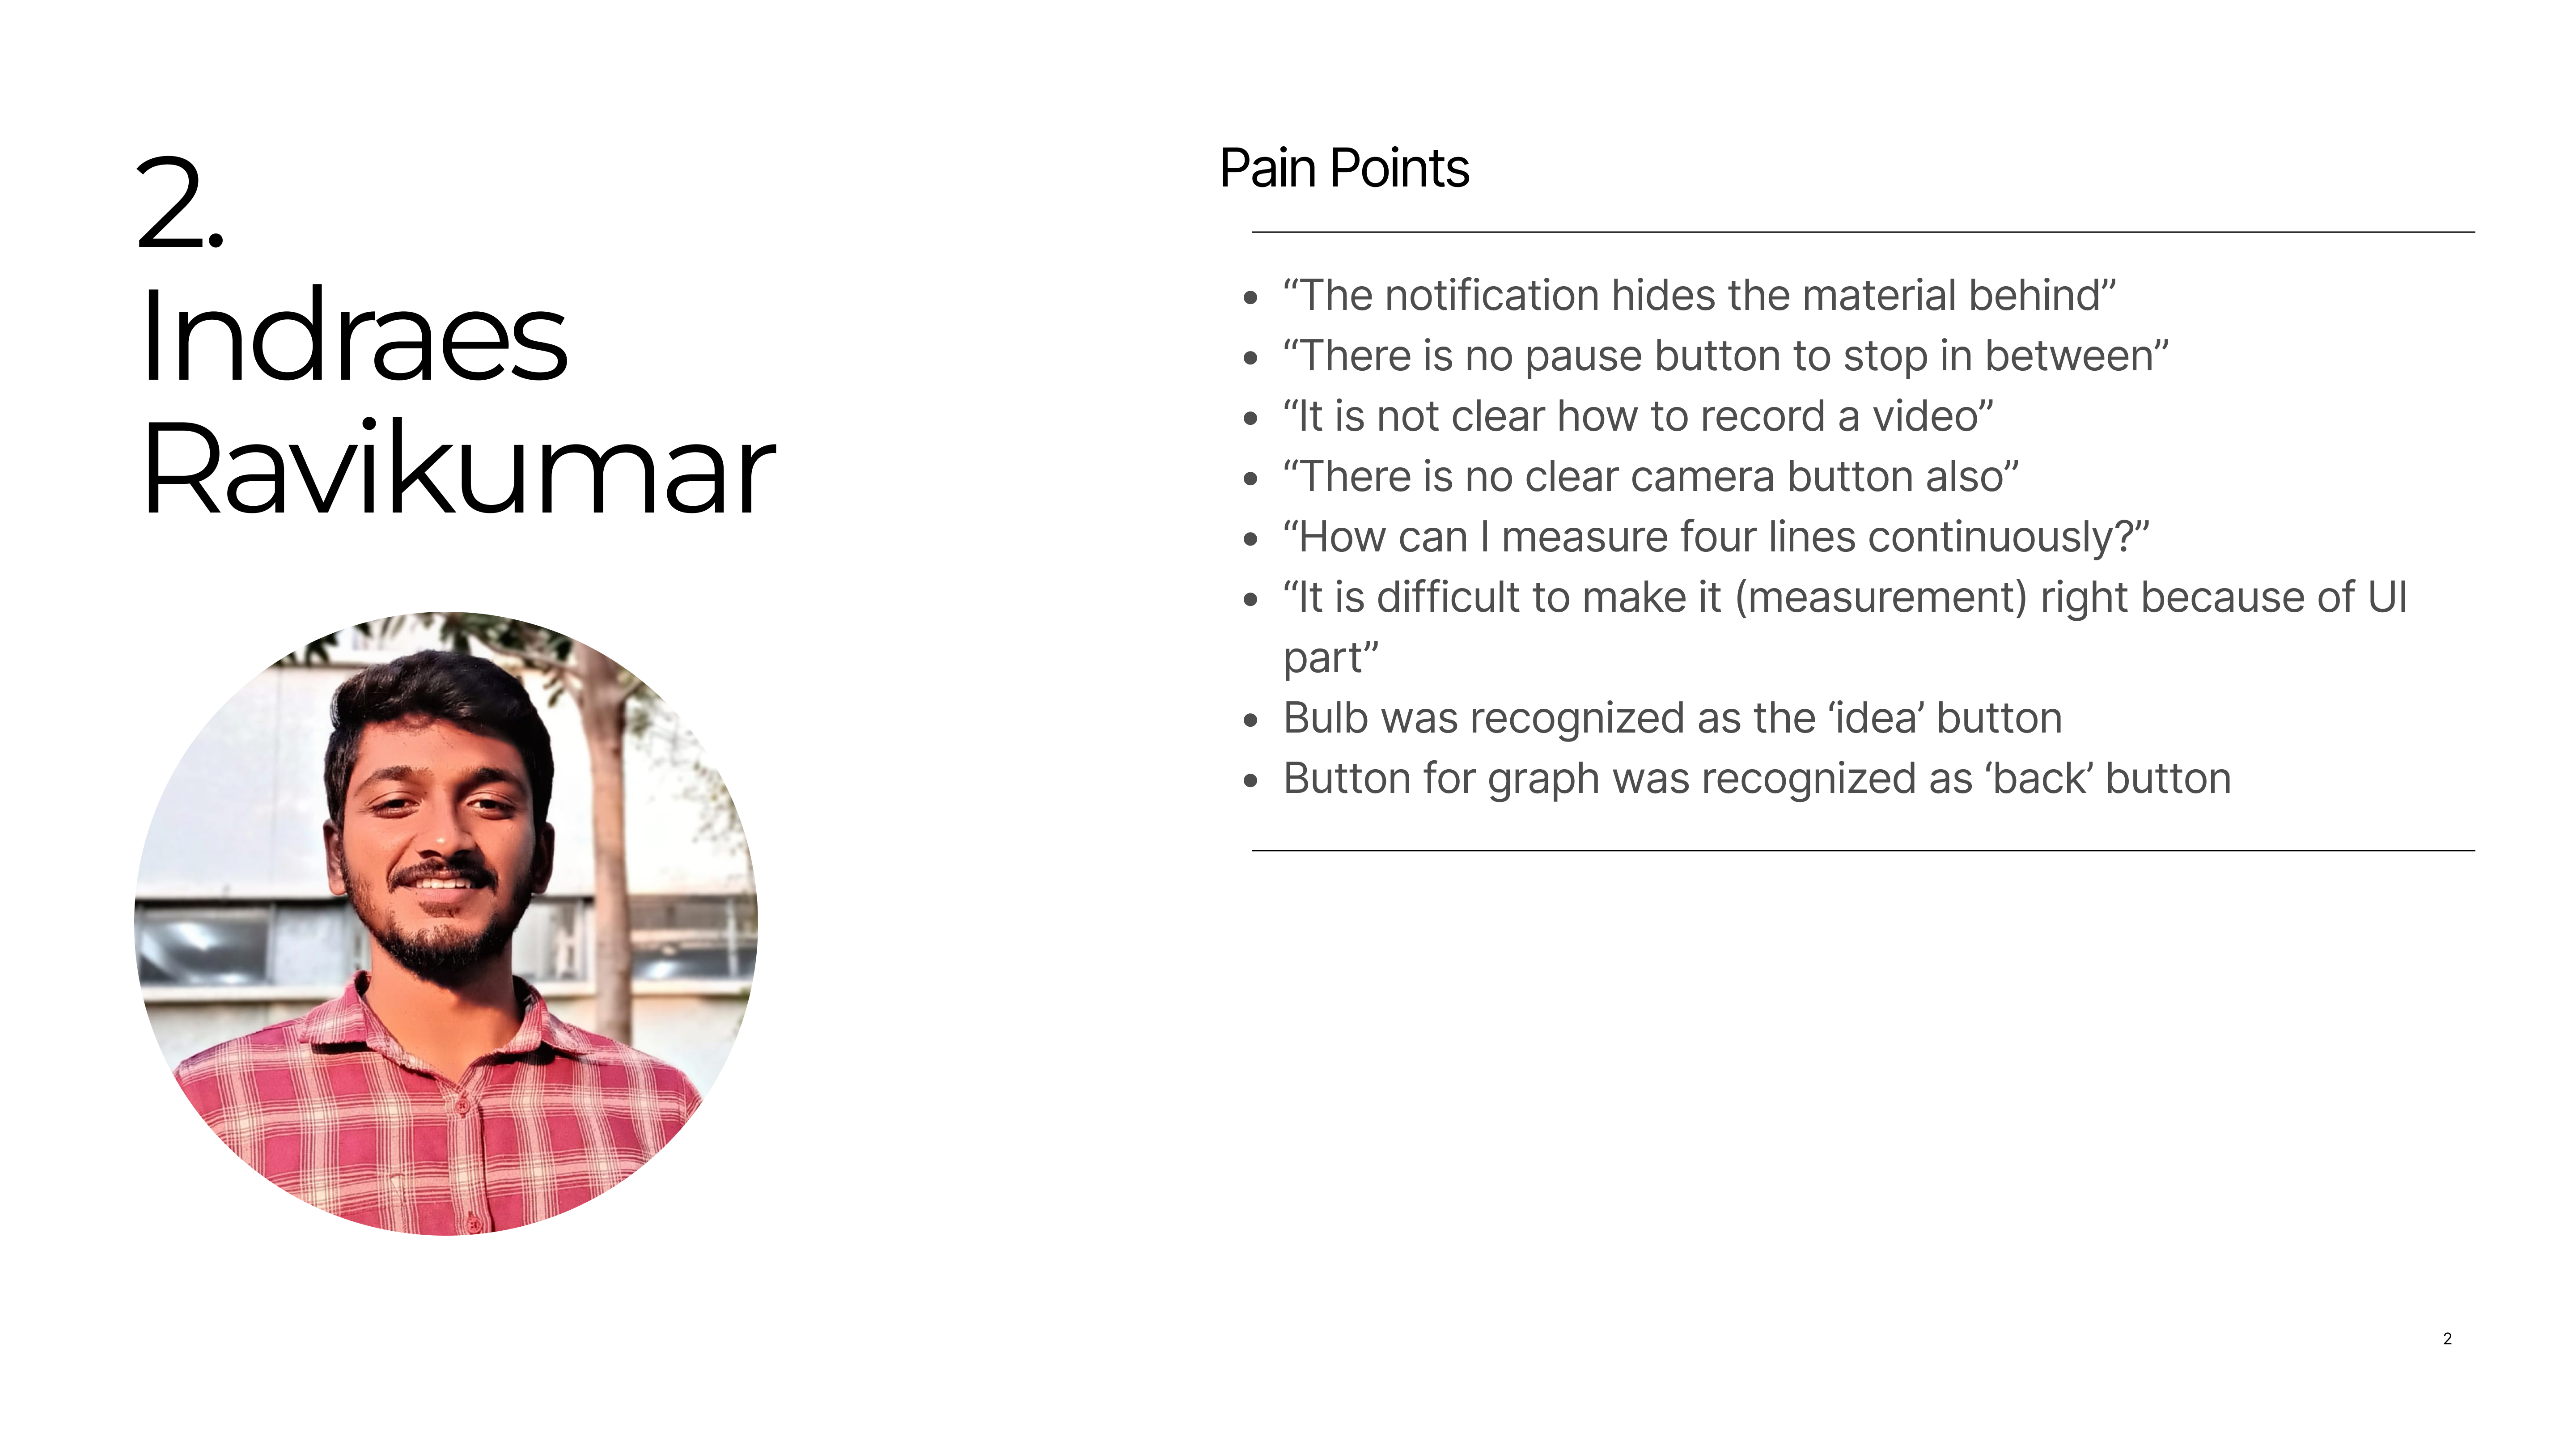 2.
Indraes
Ravikumar
Pain Points
• “The notification hides the material behind”
• “There is no pause button to stop in between”
• “It is not clear how to record a video”
• “There is no clear camera button also”
• “How can I measure four lines continuously?”
• “It is difficult to make it (measurement) right because of UI
part”
• Bulb was recognized as the ‘idea’ button
• Button for graph was recognized as ‘back’ button
2